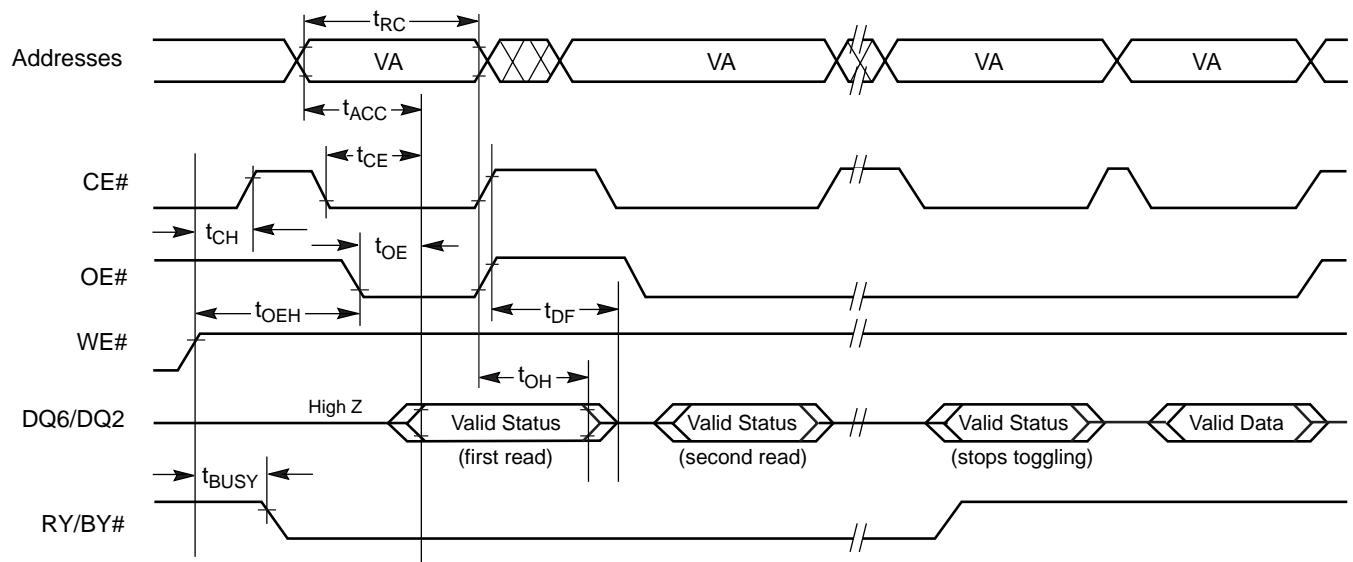 tRC
Addresses VA VA VA VA
tACC
tCE
CE#
tCH tOE
OE#
tOEH tDF
WE#
tOH
High Z
DQ6/DQ2 Valid Status Valid Status Valid Status Valid Data
(first read) (second read) (stops toggling)
tBUSY
RY/BY#